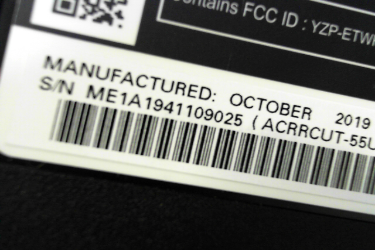 Contains FCC ID : YZP-ETW
MANUFACTURED: OCTOBER 2019
S/N ME1A1941109025 (ACRRCUT-55U